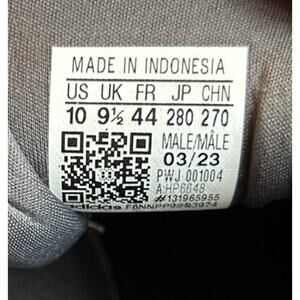 MADE IN INDONESIA
US UK FR JP CHN
10 9½ 44 280 270
MALE/MÂLE
03/23
PWJ 001004
A:HP6648
#131965955
adidas